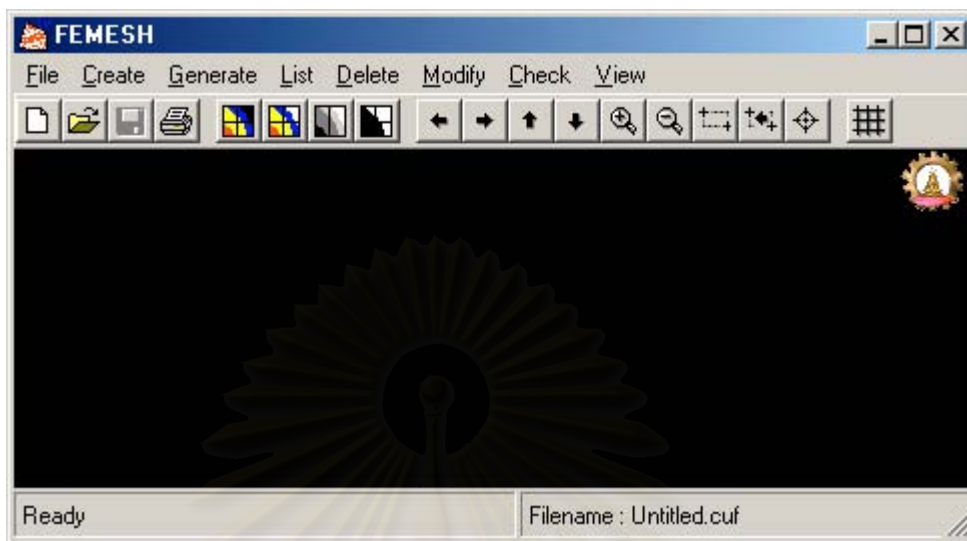 FEMESH
File Create Generate List Delete Modify Check View
Ready Filename : Untitled.cuf